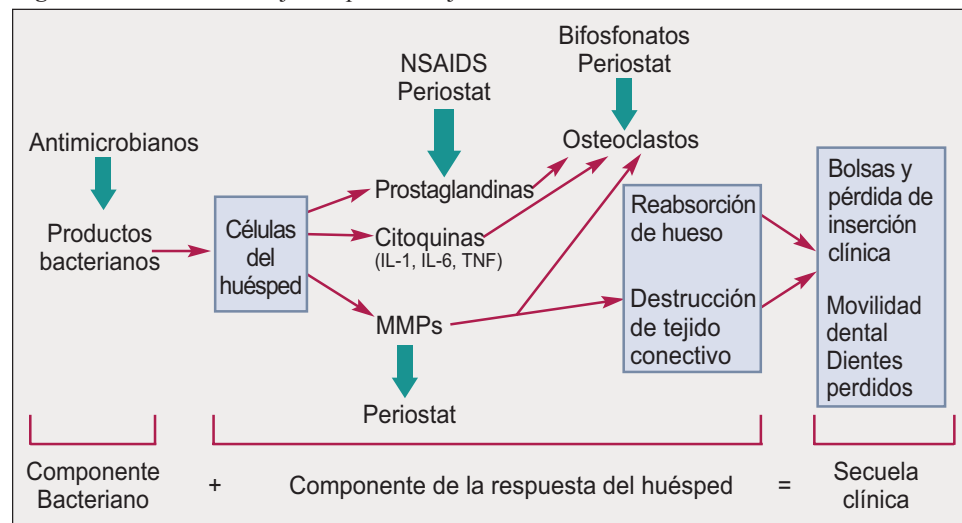 Bifosfonatos
Periostat
NSAIDS
Periostat
Antimicrobianos
Osteoclastos
Prostaglandinas
Productos
bacterianos
Células
del
huésped
Citoquinas
(IL-1, IL-6, TNF)
MMPs
Periostat
Reabsorción
de hueso
Destrucción
de tejido
conectivo
Bolsas y
pérdida de
inserción
clínica
Movilidad
dental
Dientes
perdidos
Componente
Bacteriano
+
Componente de la respuesta del huésped
=
Secuela
clínica